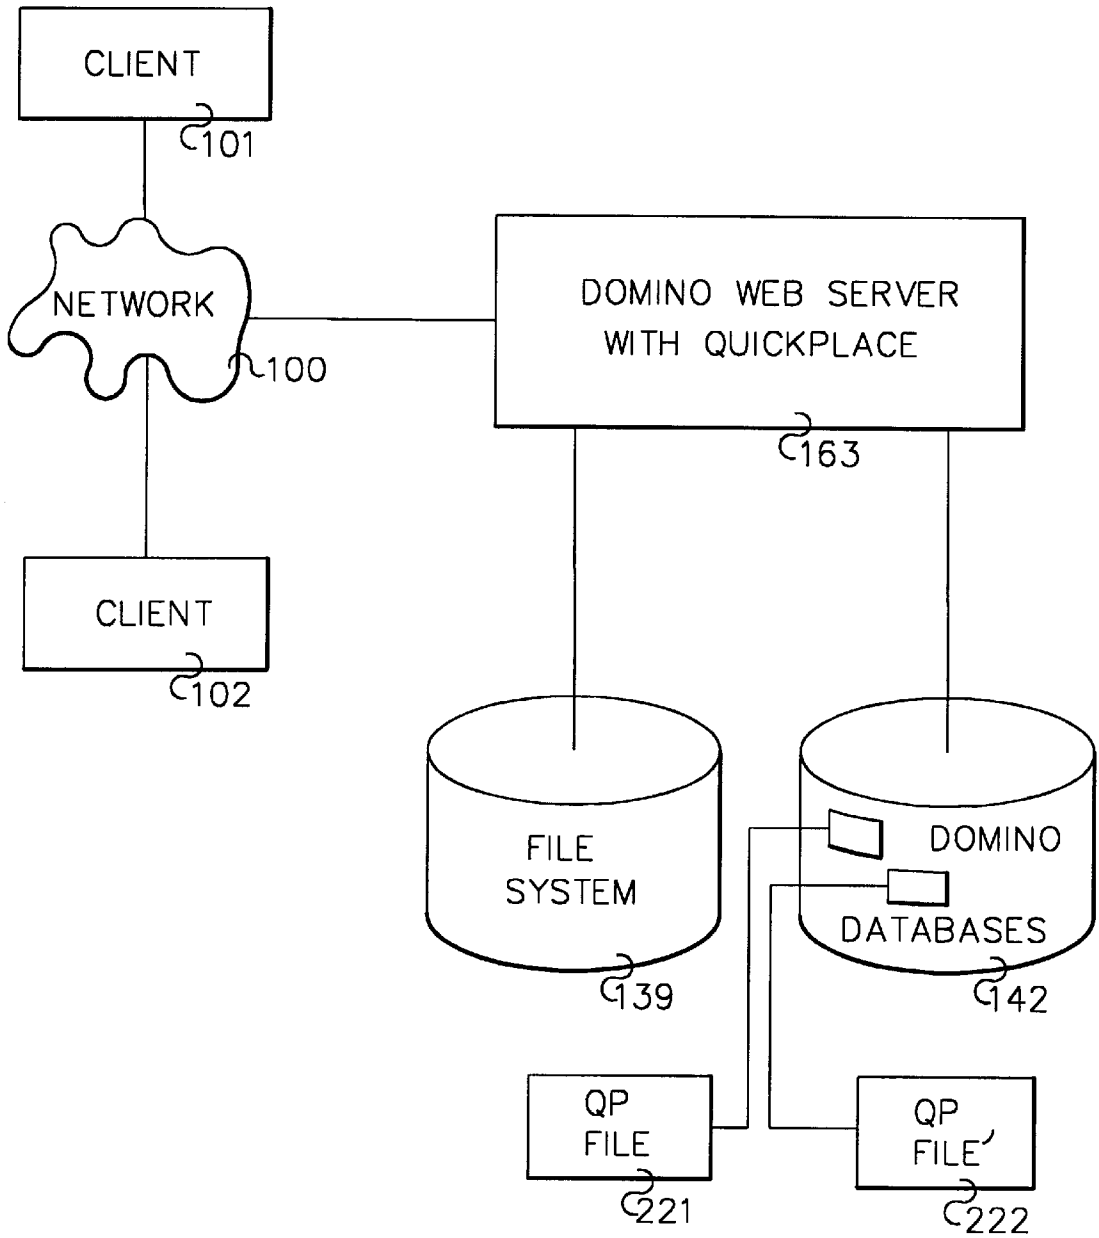 CLIENT
101
NETWORK
100
DOMINO WEB SERVER
WITH QUICKPLACE
163
CLIENT
102
FILE
SYSTEM
139
DOMINO
DATABASES
142
QP
FILE
221
QP
FILE′
222